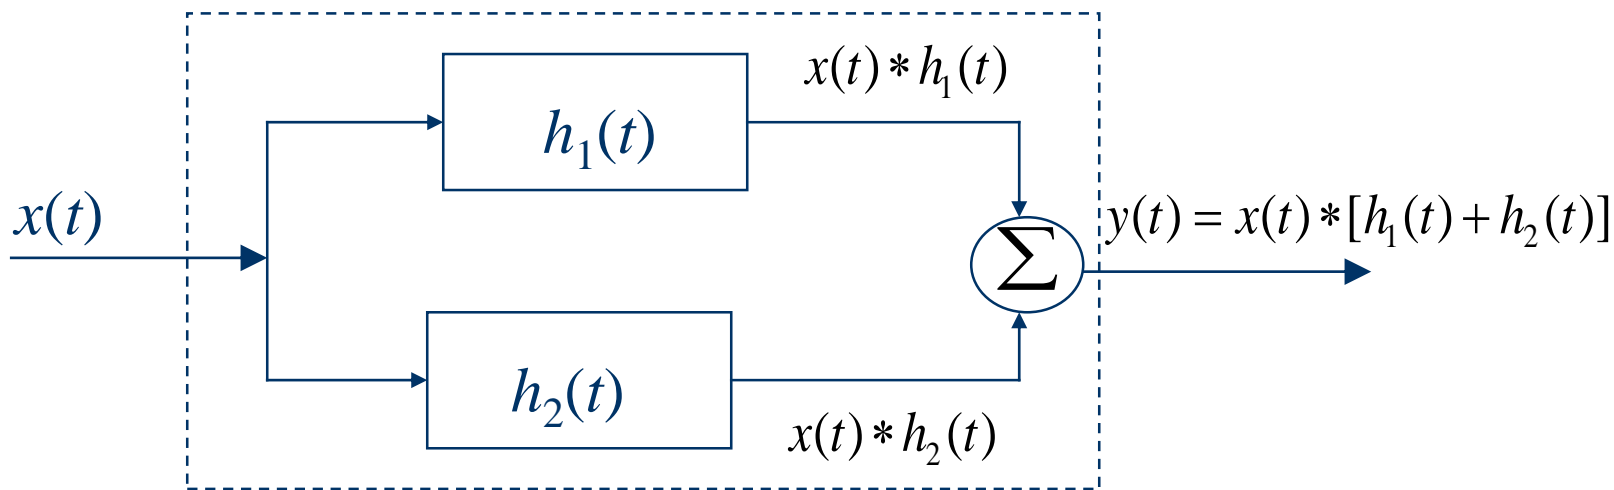 x(t) * h₁(t)
h₁(t)
x(t)
y(t) = x(t) * [h₁(t) + h₂(t)]
Σ
h₂(t)
x(t) * h₂(t)